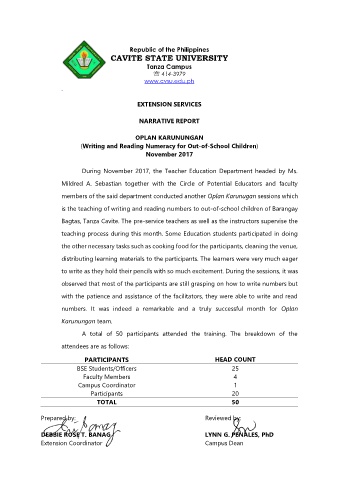 Republic of the Philippines
CAVITE STATE UNIVERSITY
Tanza Campus
☏ 414-3979
www.cvsu.edu.ph
EXTENSION SERVICES
NARRATIVE REPORT
OPLAN KARUNUNGAN
(Writing and Reading Numeracy for Out-of-School Children)
November 2017
During November 2017, the Teacher Education Department headed by Ms.
Mildred A. Sebastian together with the Circle of Potential Educators and faculty
members of the said department conducted another Oplan Karunugan sessions which
is the teaching of writing and reading numbers to out-of-school children of Barangay
Bagtas, Tanza Cavite. The pre-service teachers as well as the instructors supervise the
teaching process during this month. Some Education students participated in doing
the other necessary tasks such as cooking food for the participants, cleaning the venue,
distributing learning materials to the participants. The learners were very much eager
to write as they hold their pencils with so much excitement. During the sessions, it was
observed that most of the participants are still grasping on how to write numbers but
with the patience and assistance of the facilitators, they were able to write and read
numbers. It was indeed a remarkable and a truly successful month for Oplan
Karunungan team.
A total of 50 participants attended the training. The breakdown of the
attendees are as follows:
PARTICIPANTS HEAD COUNT
BSE Students/Officers 25
Faculty Members 4
Campus Coordinator 1
Participants 20
TOTAL 50
Prepared by: Reviewed by:
DEBBIE ROSE T. BANAG LYNN G. PENALES, PhD
Extension Coordinator Campus Dean